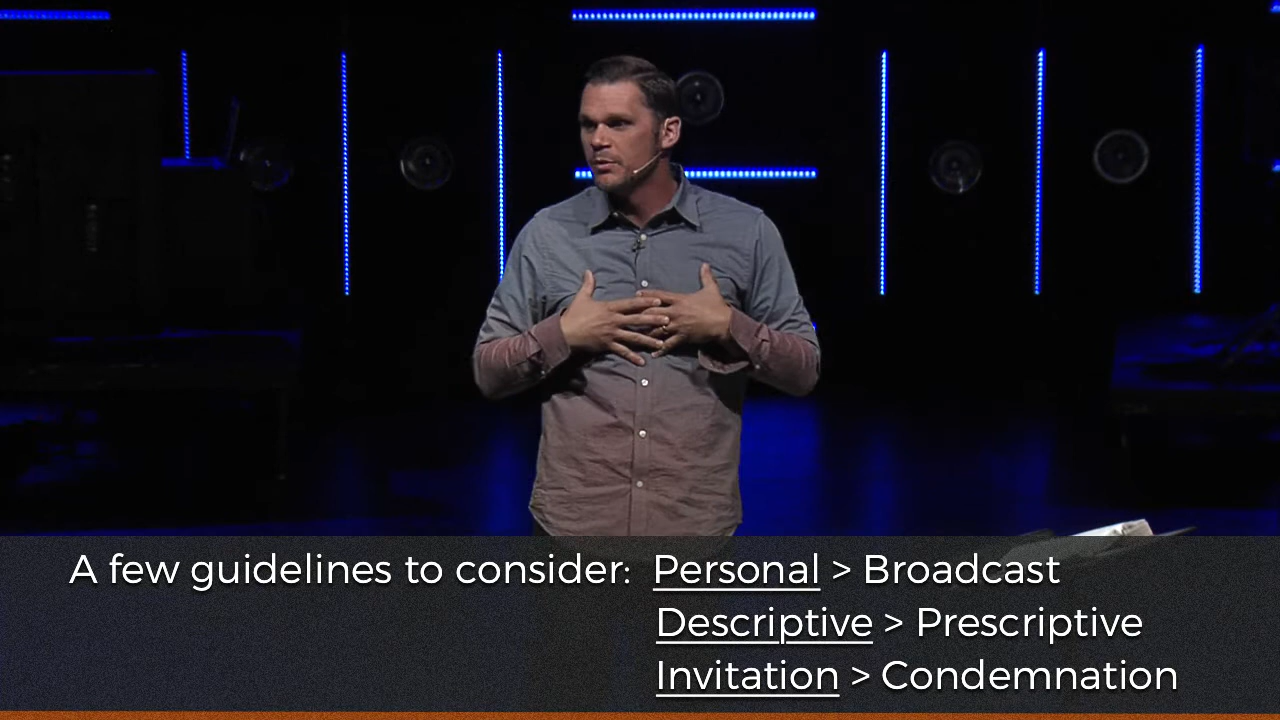 A few guidelines to consider: Personal > Broadcast
Descriptive > Prescriptive
Invitation > Condemnation